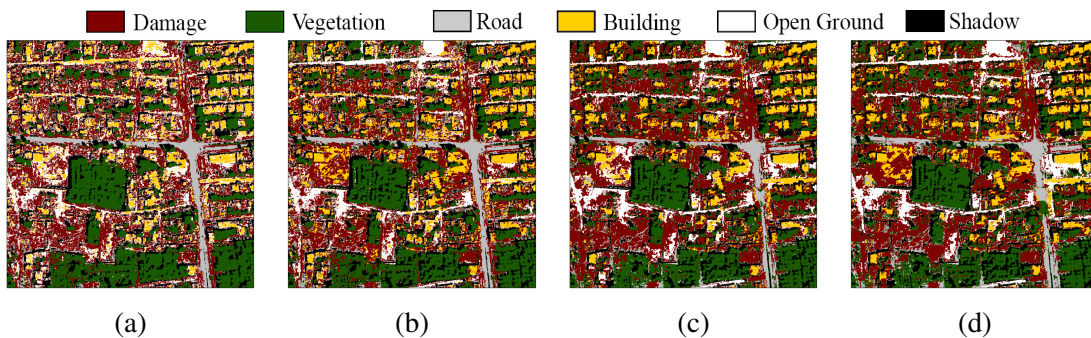 Damage Vegetation Road Building Open Ground Shadow
(a) (b) (c) (d)